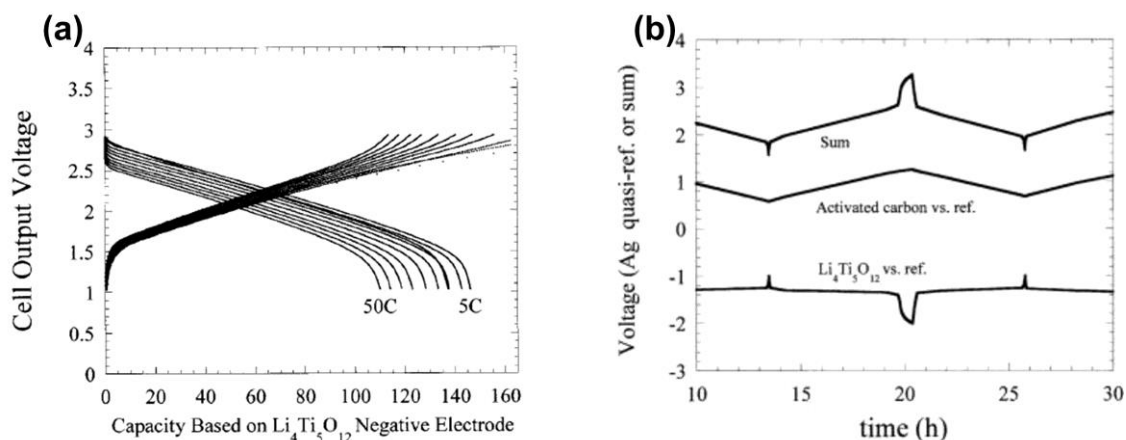 (a)
Cell Output Voltage
4
3.5
3
2.5
2
1.5
1
0.5
0
50C
5C
0 20 40 60 80 100 120 140 160
Capacity Based on Li4Ti5O12 Negative Electrode
(b)
Voltage (Ag quasi-ref. or sum)
4
3
2
1
0
-1
-2
-3
Sum
Activated carbon vs. ref.
Li4Ti5O12 vs. ref.
10 15 20 25 30
time (h)